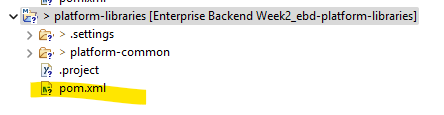 > platform-libraries [Enterprise Backend Week2_ebd-platform-libraries]
> .settings
> platform-common
.project
pom.xml